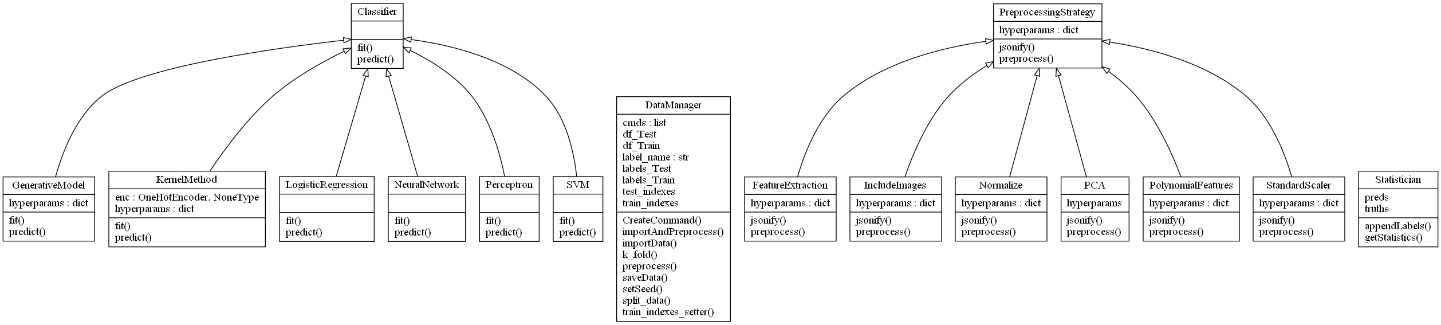 Classifier
fit()
predict()
PreprocessingStrategy
hyperparams : dict
jsonify()
preprocess()
GenerativeModel
hyperparams : dict
fit()
predict()
KernelMethod
enc : OneHotEncoder, NoneType
hyperparams : dict
fit()
predict()
LogisticRegression
fit()
predict()
NeuralNetwork
fit()
predict()
Perceptron
fit()
predict()
SVM
fit()
predict()
DataManager
cmds : list
df_Test
df_Train
label_name : str
labels_Test
labels_Train
test_indexes
train_indexes
CreateCommand()
importAndPreprocess()
importData()
k_fold()
preprocess()
saveData()
setSeed()
split_data()
train_indexes_setter()
FeatureExtraction
hyperparams : dict
jsonify()
preprocess()
IncludeImages
hyperparams : dict
jsonify()
preprocess()
Normalize
hyperparams : dict
jsonify()
preprocess()
PCA
hyperparams
jsonify()
preprocess()
PolynomialFeatures
hyperparams : dict
jsonify()
preprocess()
StandardScaler
hyperparams : dict
jsonify()
preprocess()
Statistician
preds
truths
appendLabels()
getStatistics()